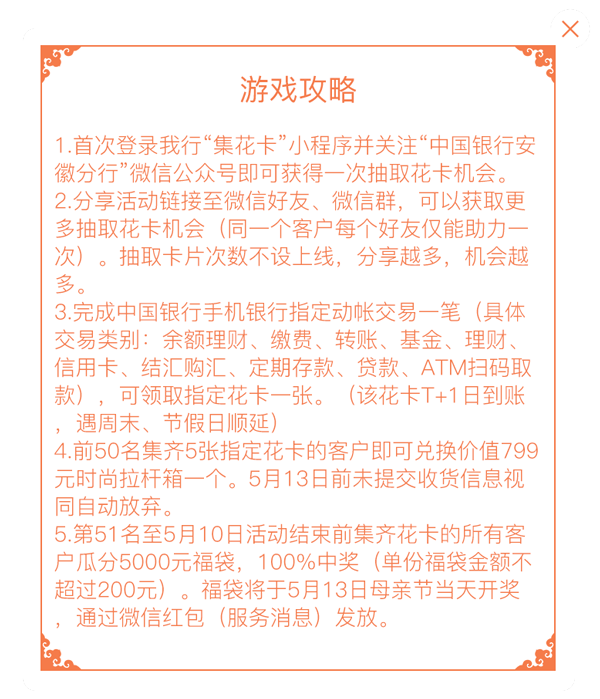 游戏攻略
1.首次登录我行“集花卡”小程序并关注“中国银行安
徽分行”微信公众号即可获得一次抽取花卡机会。
2.分享活动链接至微信好友、微信群，可以获取更
多抽取花卡机会（同一个客户每个好友仅能助力一
次）。抽取卡片次数不设上线，分享越多，机会越
多。
3.完成中国银行手机银行指定动帐交易一笔（具体
交易类别：余额理财、缴费、转账、基金、理财、
信用卡、结汇购汇、定期存款、贷款、ATM扫码取
款），可领取指定花卡一张。（该花卡T+1日到账
，遇周末、节假日顺延）
4.前50名集齐5张指定花卡的客户即可兑换价值799
元时尚拉杆箱一个。5月13日前未提交收货信息视
同自动放弃。
5.第51名至5月10日活动结束前集齐花卡的所有客
户瓜分5000元福袋，100%中奖（单份福袋金额不
超过200元）。福袋将于5月13日母亲节当天开奖
，通过微信红包（服务消息）发放。